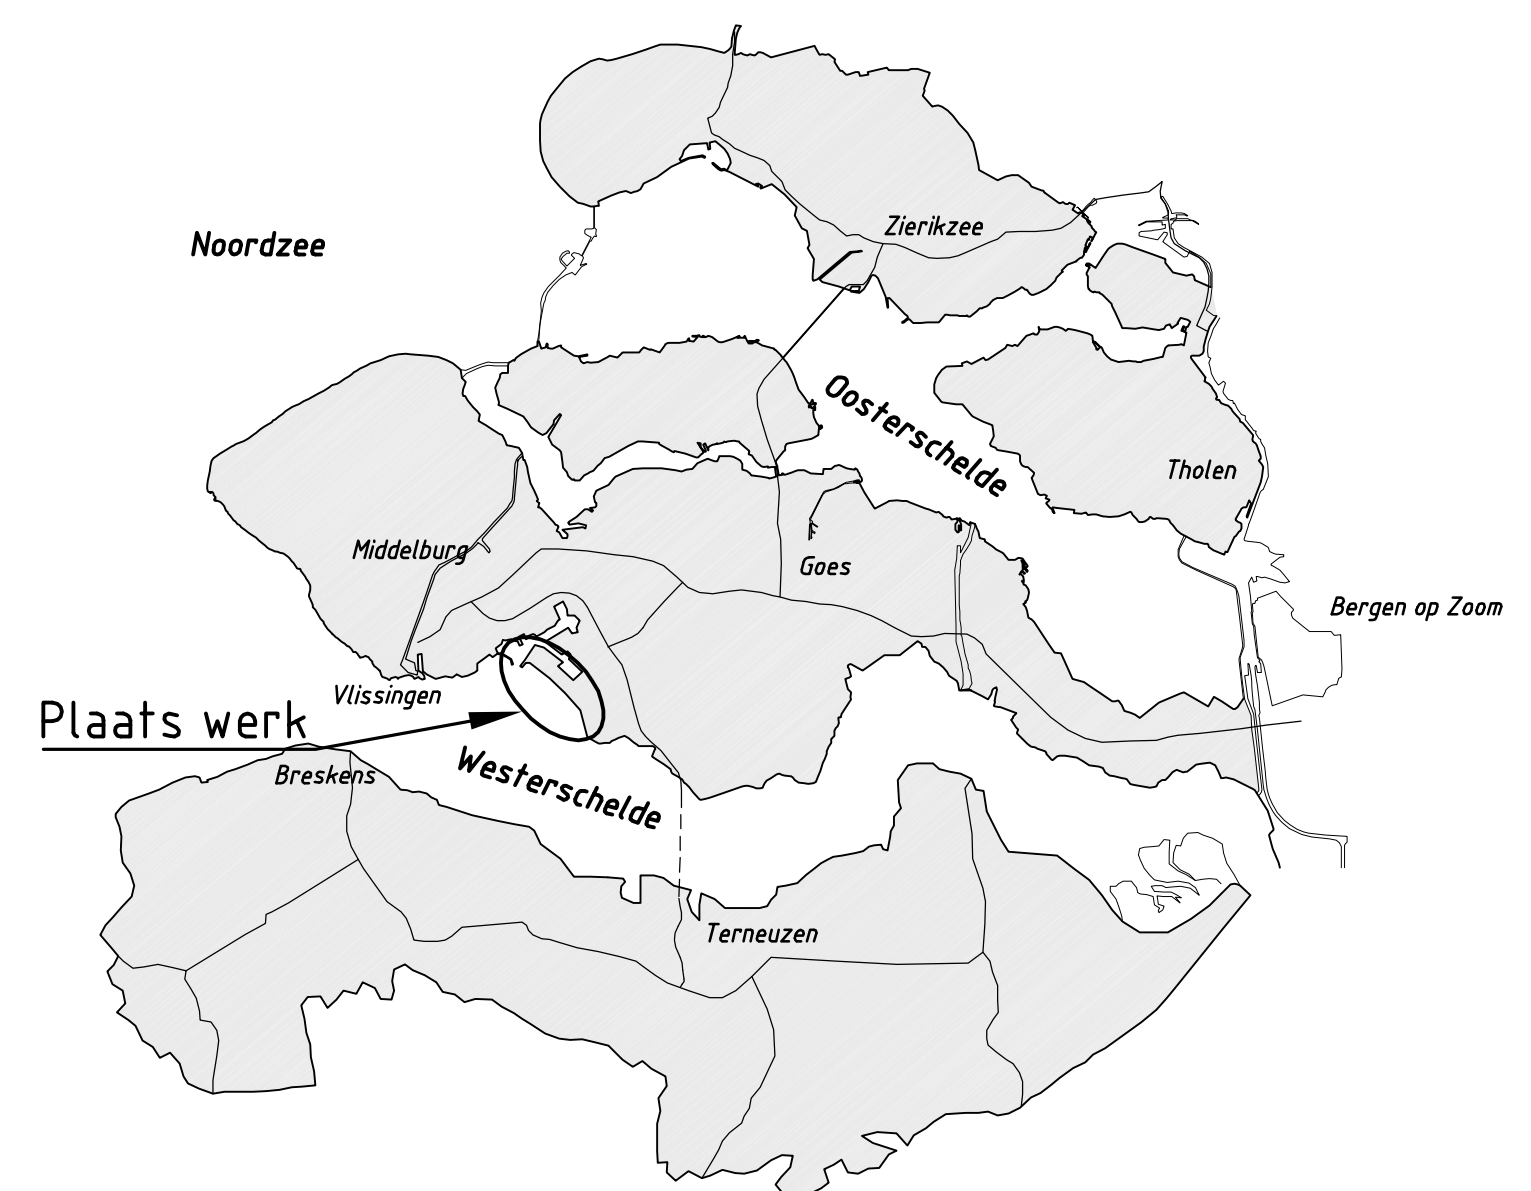 Zierikzee
Noordzee
Oosterschelde
Tholen
Middelburg
Goes
Bergen op Zoom
Vlissingen
Plaats werk
Breskens
Westerschelde
Terneuzen